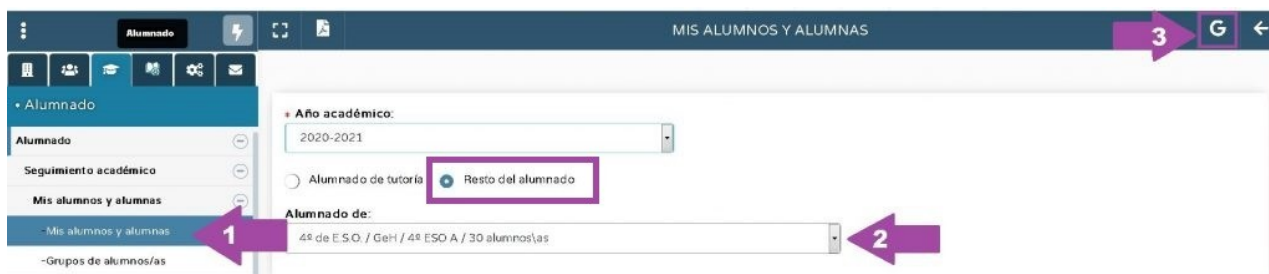 Alumnado
MIS ALUMNOS Y ALUMNAS
G
3
• Alumnado
Alumnado
Seguimiento académico
Mis alumnos y alumnas
-Mis alumnos y alumnas
-Grupos de alumnos/as
1
* Año académico:
2020-2021
Alumnado de tutoría
Resto del alumnado
Alumnado de:
4º de E.S.O. / GeH / 4º ESO A / 30 alumnos\as
2